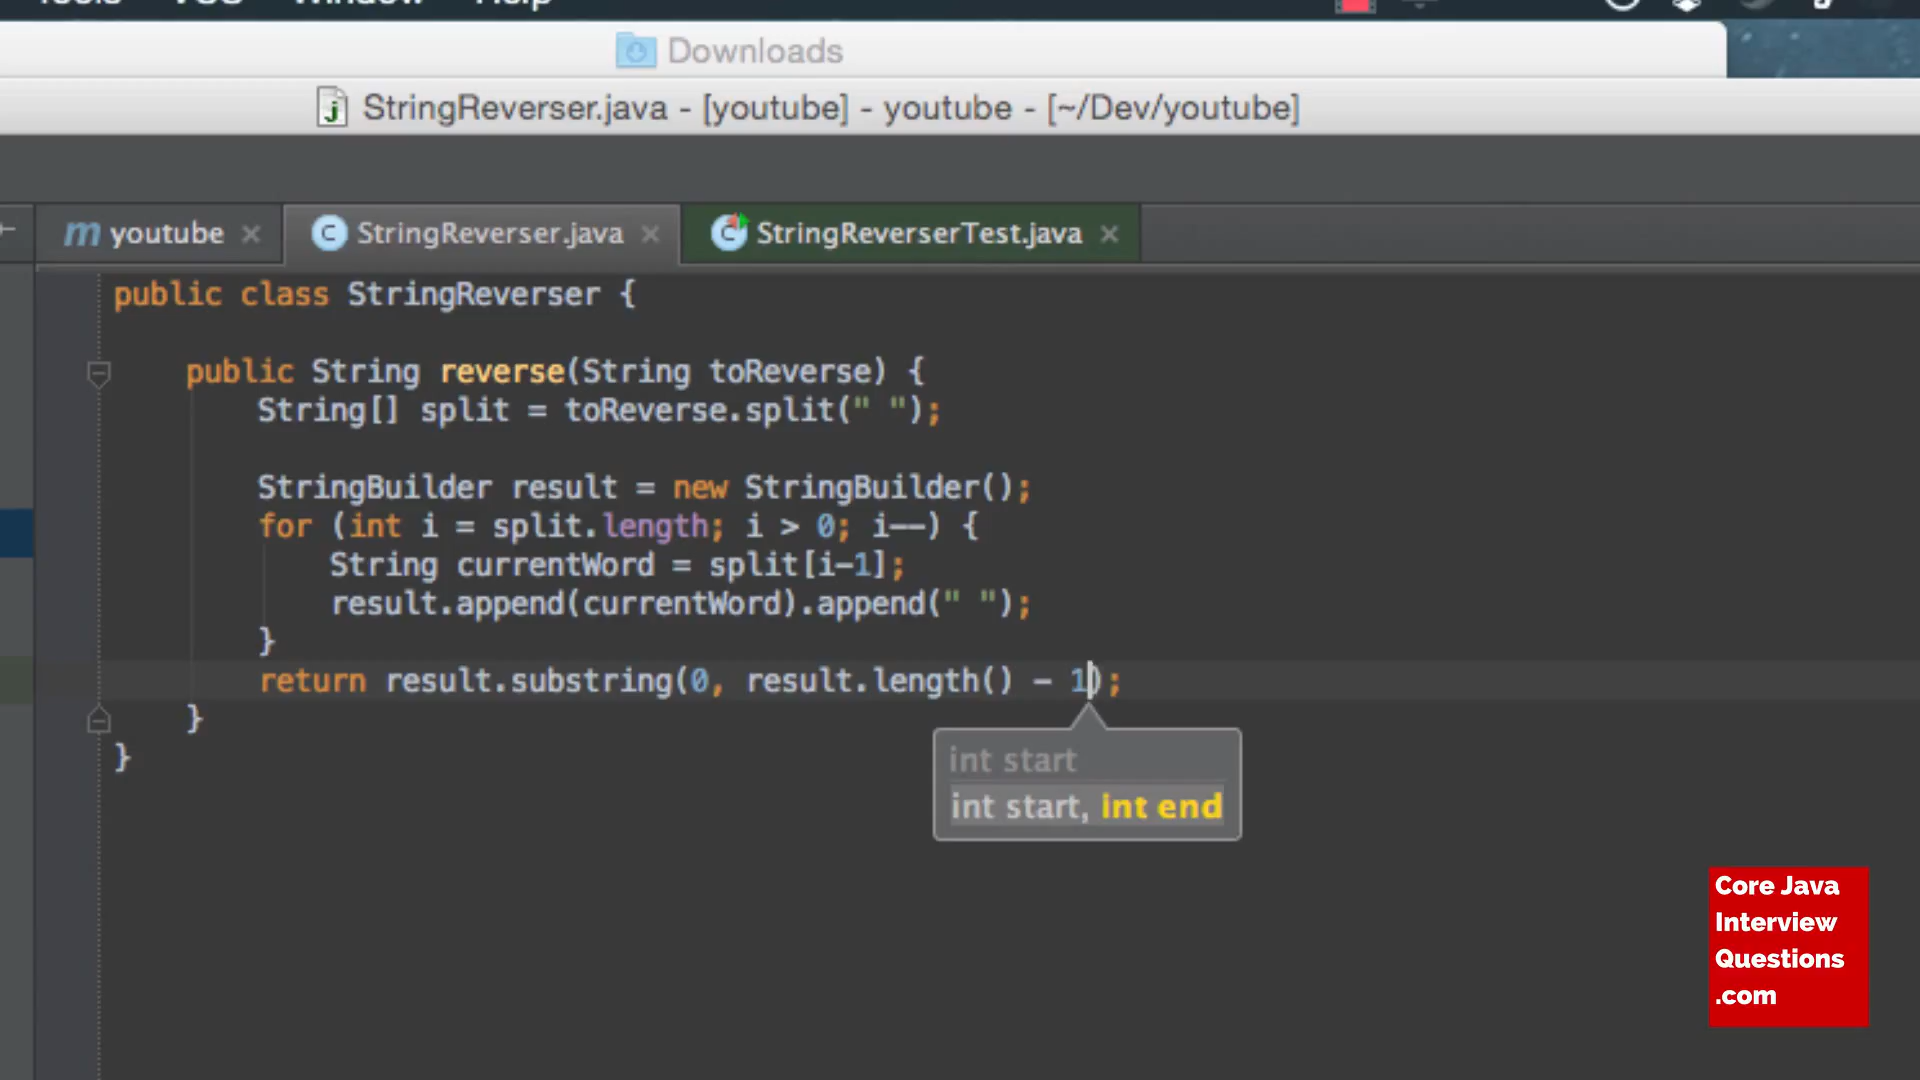 Tools VCS Window Help
Downloads
StringReverser.java - [youtube] - youtube - [~/Dev/youtube]
youtube StringReverser.java StringReverserTest.java
public class StringReverser {
public String reverse(String toReverse) {
String[] split = toReverse.split(" ");
StringBuilder result = new StringBuilder();
for (int i = split.length; i > 0; i--) {
String currentWord = split[i-1];
result.append(currentWord).append(" ");
}
return result.substring(0, result.length() - 1);
}
}
int start
int start, int end
Core Java
Interview
Questions
.com